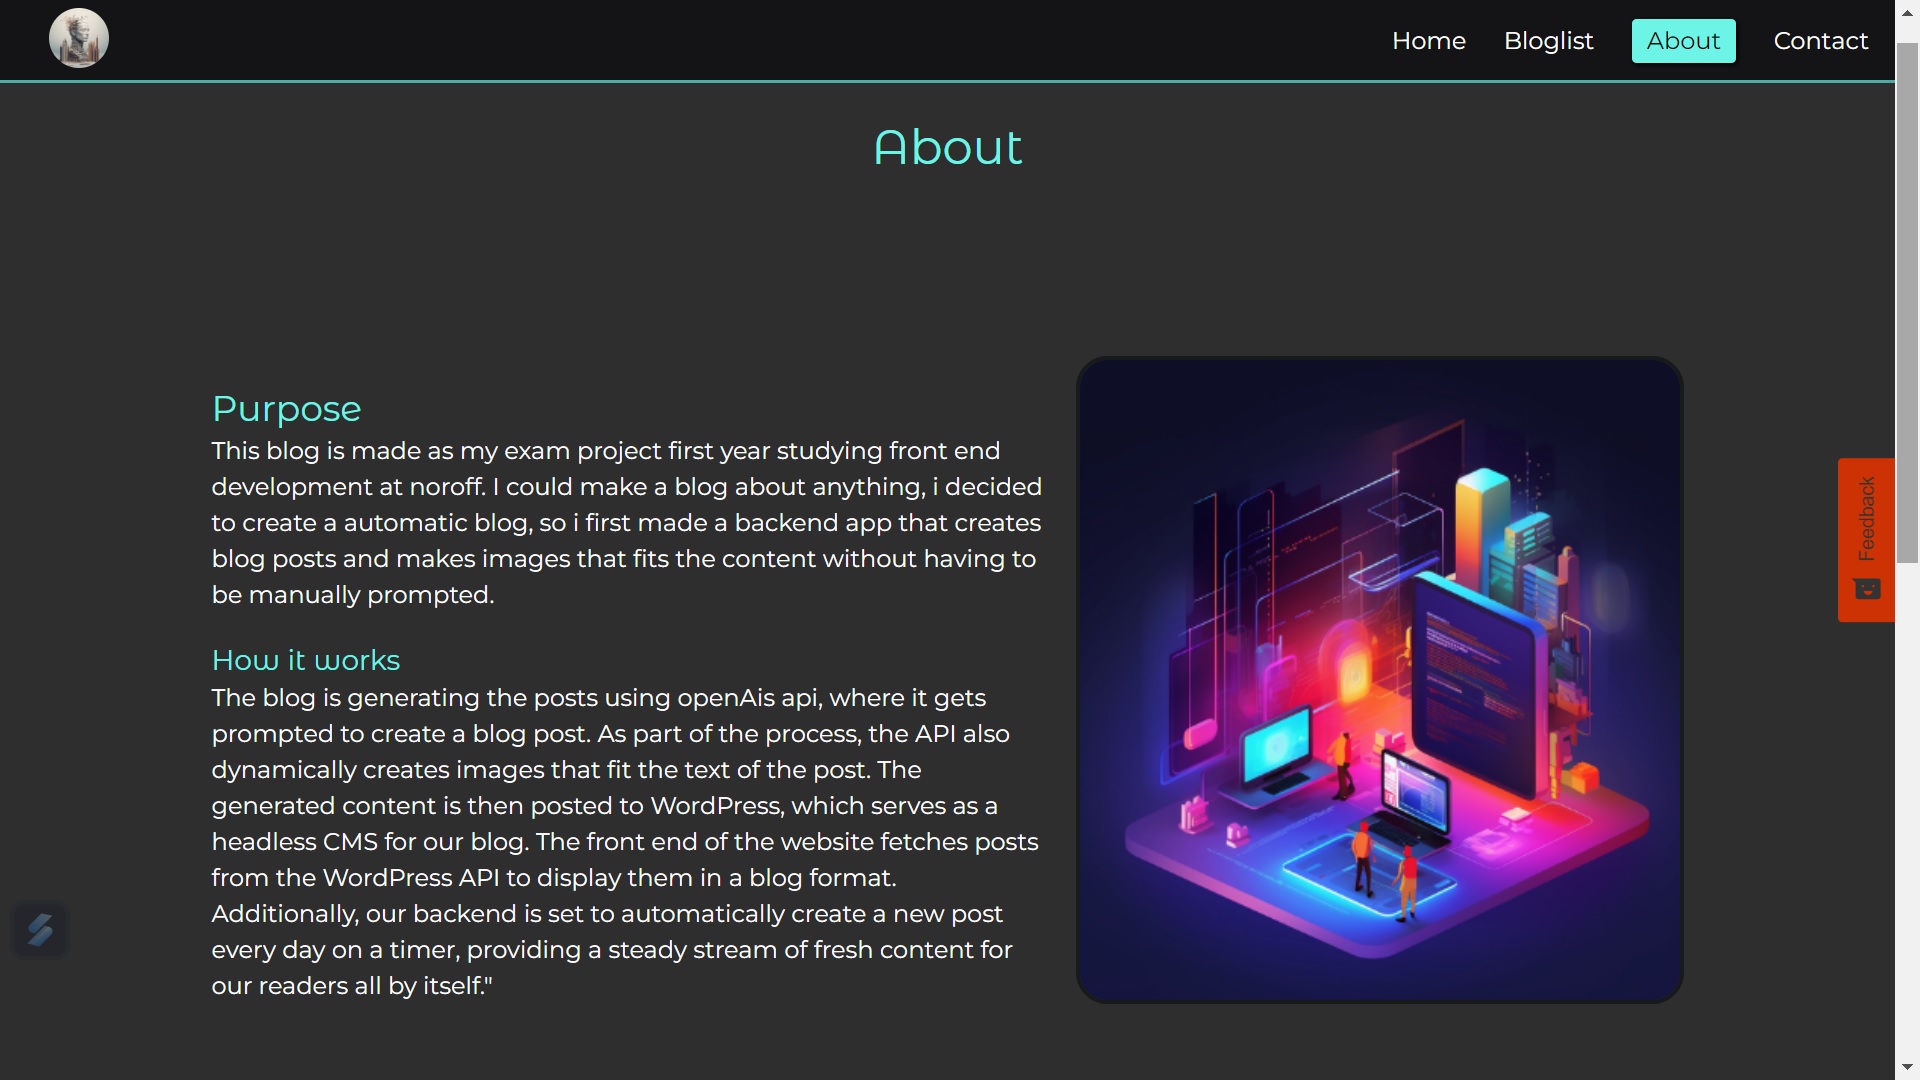 Home
Bloglist
About
Contact
About
Purpose
This blog is made as my exam project first year studying front end
development at noroff. I could make a blog about anything, i decided
to create a automatic blog, so i first made a backend app that creates
blog posts and makes images that fits the content without having to
be manually prompted.
How it works
The blog is generating the posts using openAis api, where it gets
prompted to create a blog post. As part of the process, the API also
dynamically creates images that fit the text of the post. The
generated content is then posted to WordPress, which serves as a
headless CMS for our blog. The front end of the website fetches posts
from the WordPress API to display them in a blog format.
Additionally, our backend is set to automatically create a new post
every day on a timer, providing a steady stream of fresh content for
our readers all by itself."
Feedback